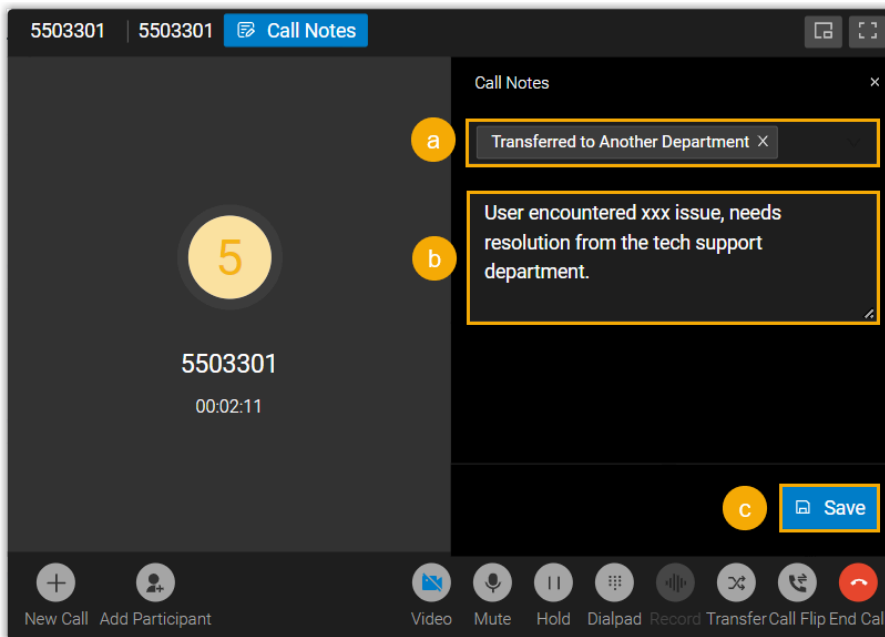 5503301 5503301 Call Notes
Call Notes
a
Transferred to Another Department X
b
User encountered xxx issue, needs
resolution from the tech support
department.
5
5503301
00:02:11
c
Save
New Call Add Participant Video Mute Hold Dialpad Record Transfer Call Flip End Cal